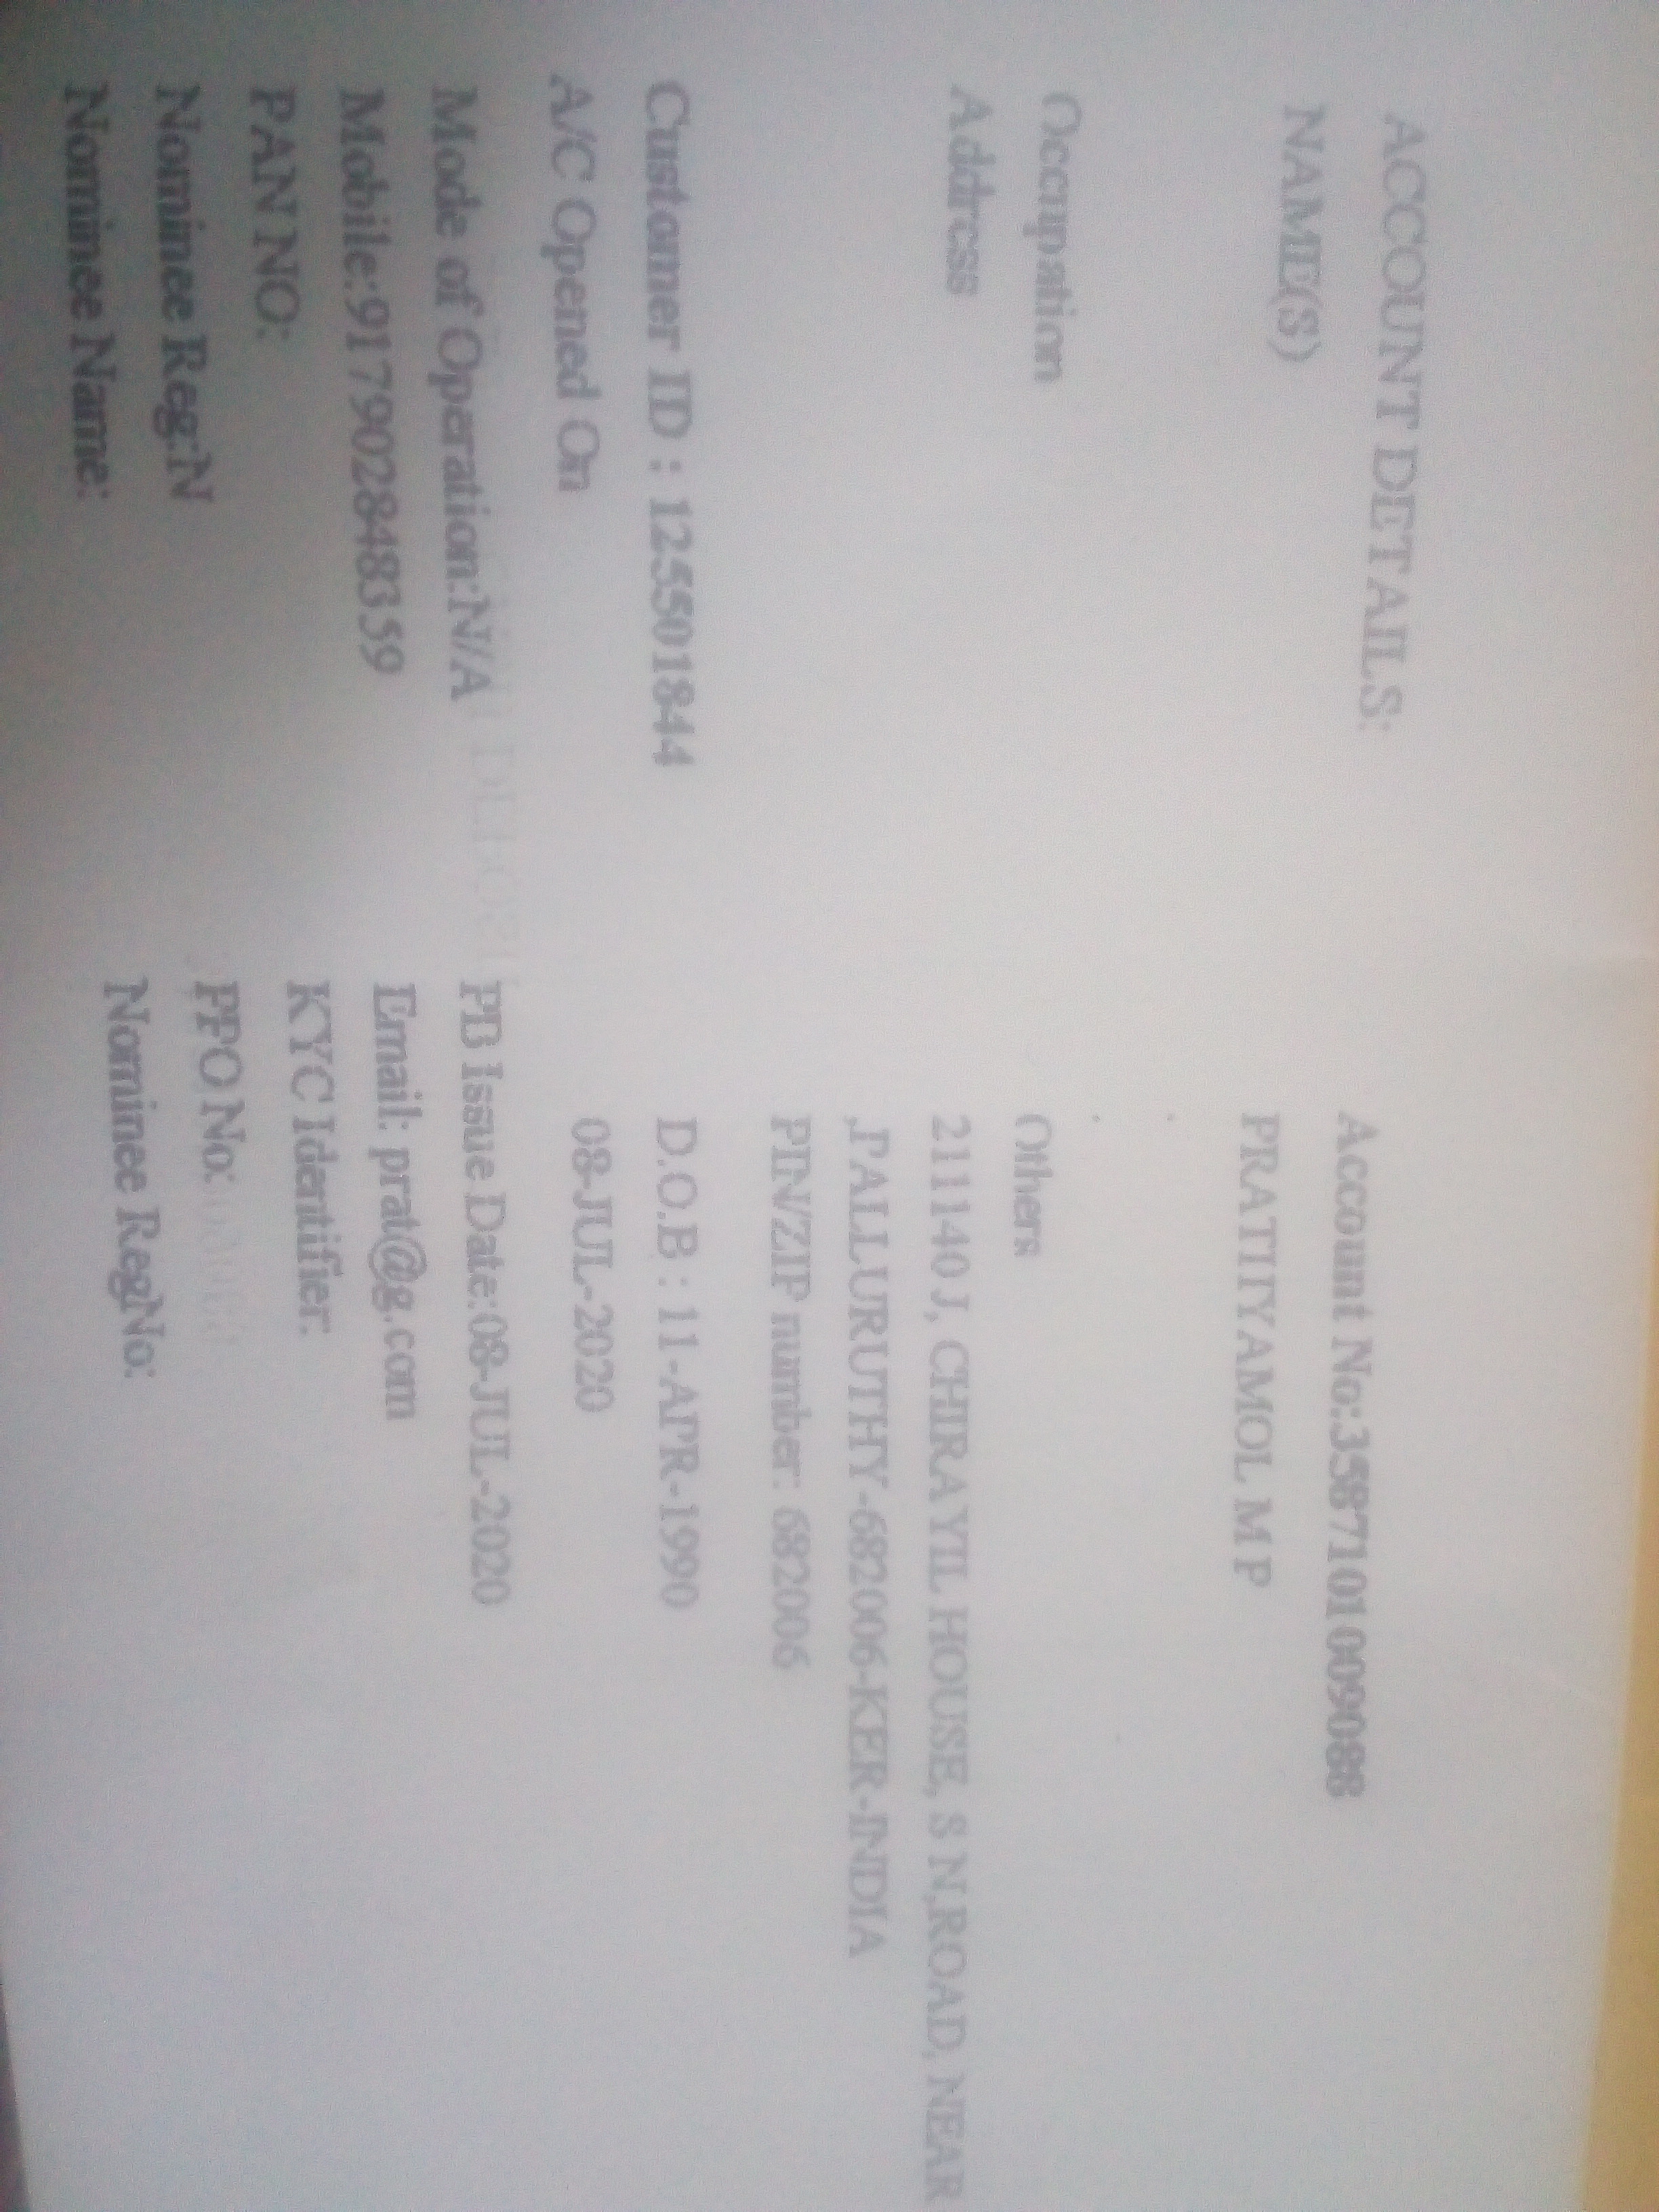 ACCOUNT DETAILS: Account No:358710101009088
NAME(S) PRATHYAMOL M P
Occupation Others
Address 211140 J, CHIRAYIL HOUSE, S N,ROAD, NEAR
,PALLURUTHY-682006-KER-INDIA
PIN/ZIP number: 682006
Customer ID : 125501844 D.O.B : 11-APR-1990
A/C Opened On 08-JUL-2020
Mode of Operation:N/A PB Issue Date:08-JUL-2020
Mobile:917902848359 Email: prat@g.com
PAN NO: KYC Identifier:
Nominee Reg:N PPO No:
Nominee Name: Nominee RegNo: